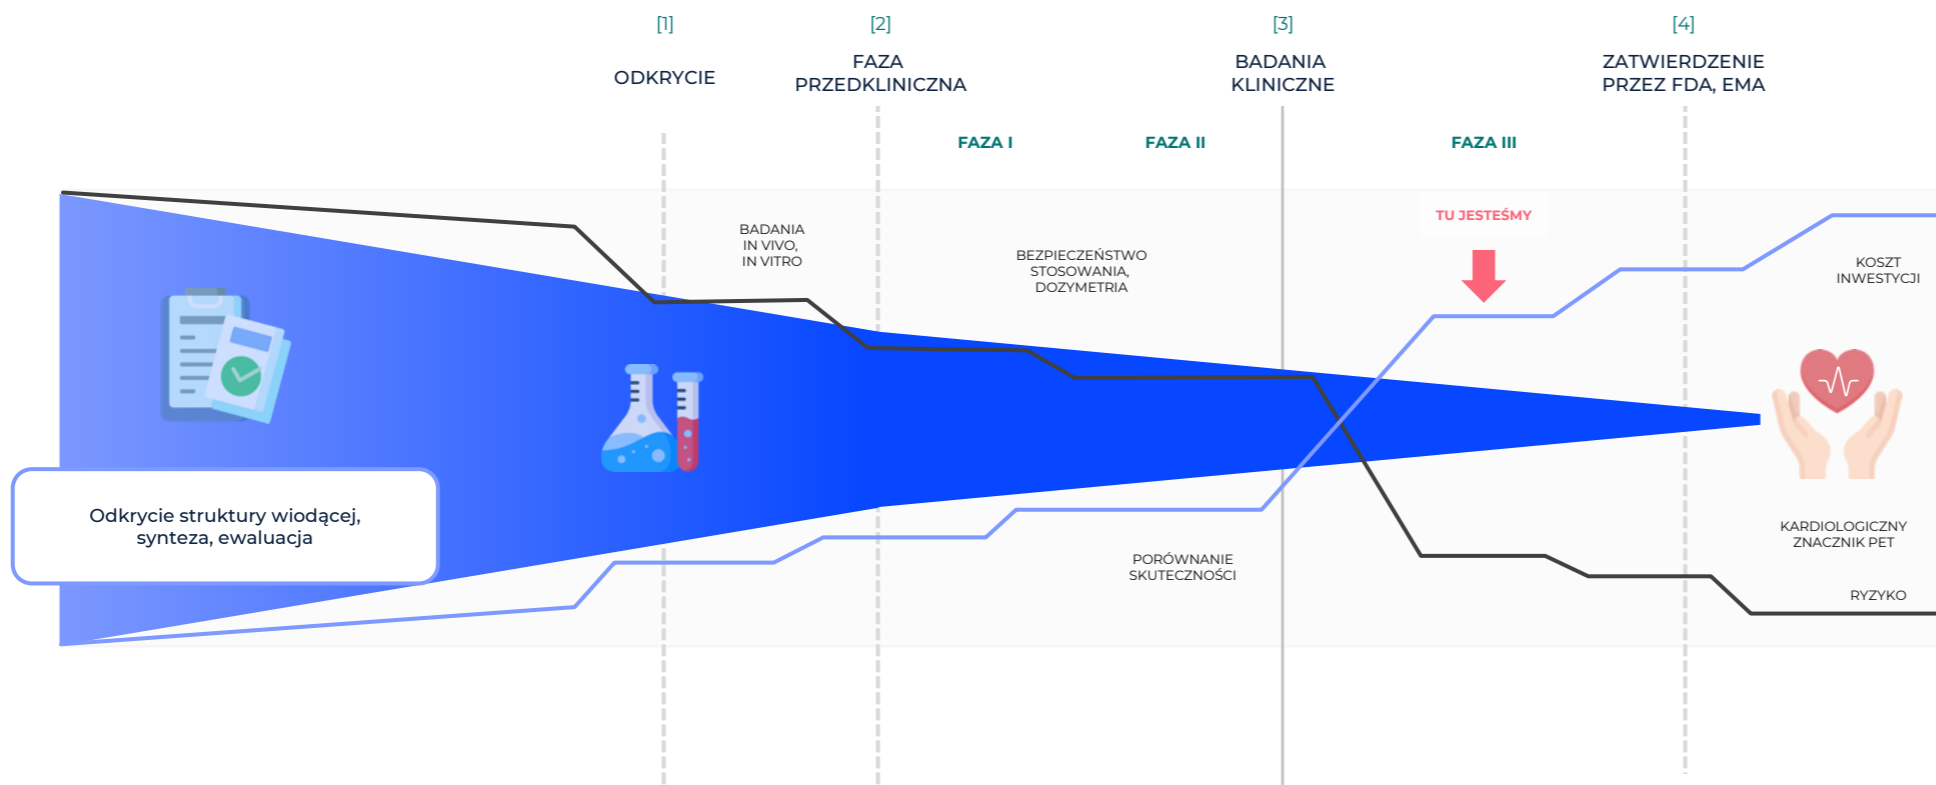 [1]
ODKRYCIE
[2]
FAZA
PRZEDKLINICZNA
[3]
BADANIA
KLINICZNE
[4]
ZATWIERDZENIE
PRZEZ FDA, EMA
FAZA I
FAZA II
FAZA III
TU JESTEŚMY
BADANIA
IN VIVO,
IN VITRO
BEZPIECZEŃSTWO
STOSOWANIA,
DOZYMETRIA
KOSZT
INWESTYCJI
Odkrycie struktury wiodącej,
synteza, ewaluacja
PORÓWNANIE
SKUTECZNOŚCI
KARDIOLOGICZNY
ZNACZNIK PET
RYZYKO